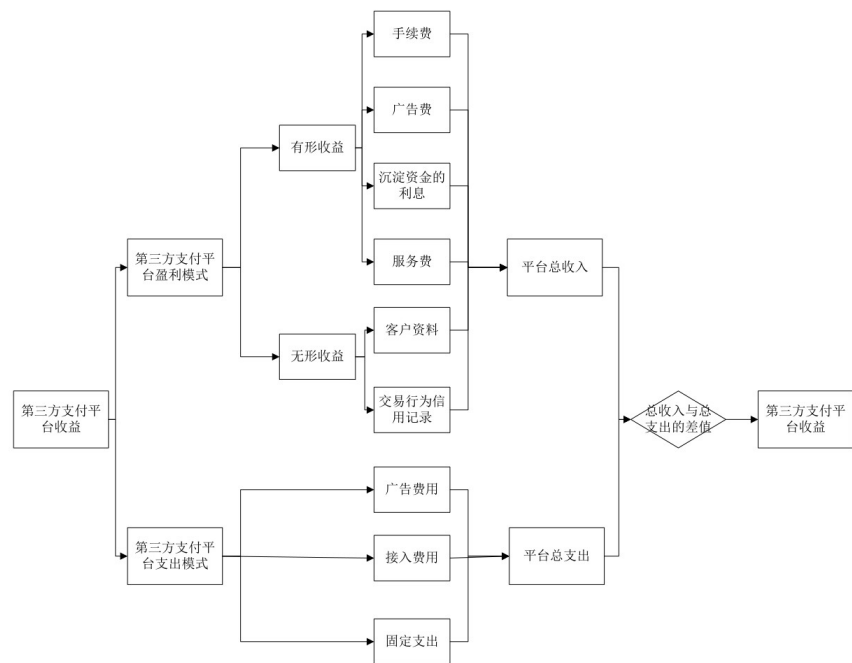 手续费
广告费
有形收益
沉淀资金的
利息
第三方支付平
台盈利模式
服务费
平台总收入
客户资料
无形收益
交易行为信
用记录
第三方支付平
台收益
总收入与总
支出的差值
第三方支付平
台收益
广告费用
第三方支付平
台支出模式
接入费用
平台总支出
固定支出